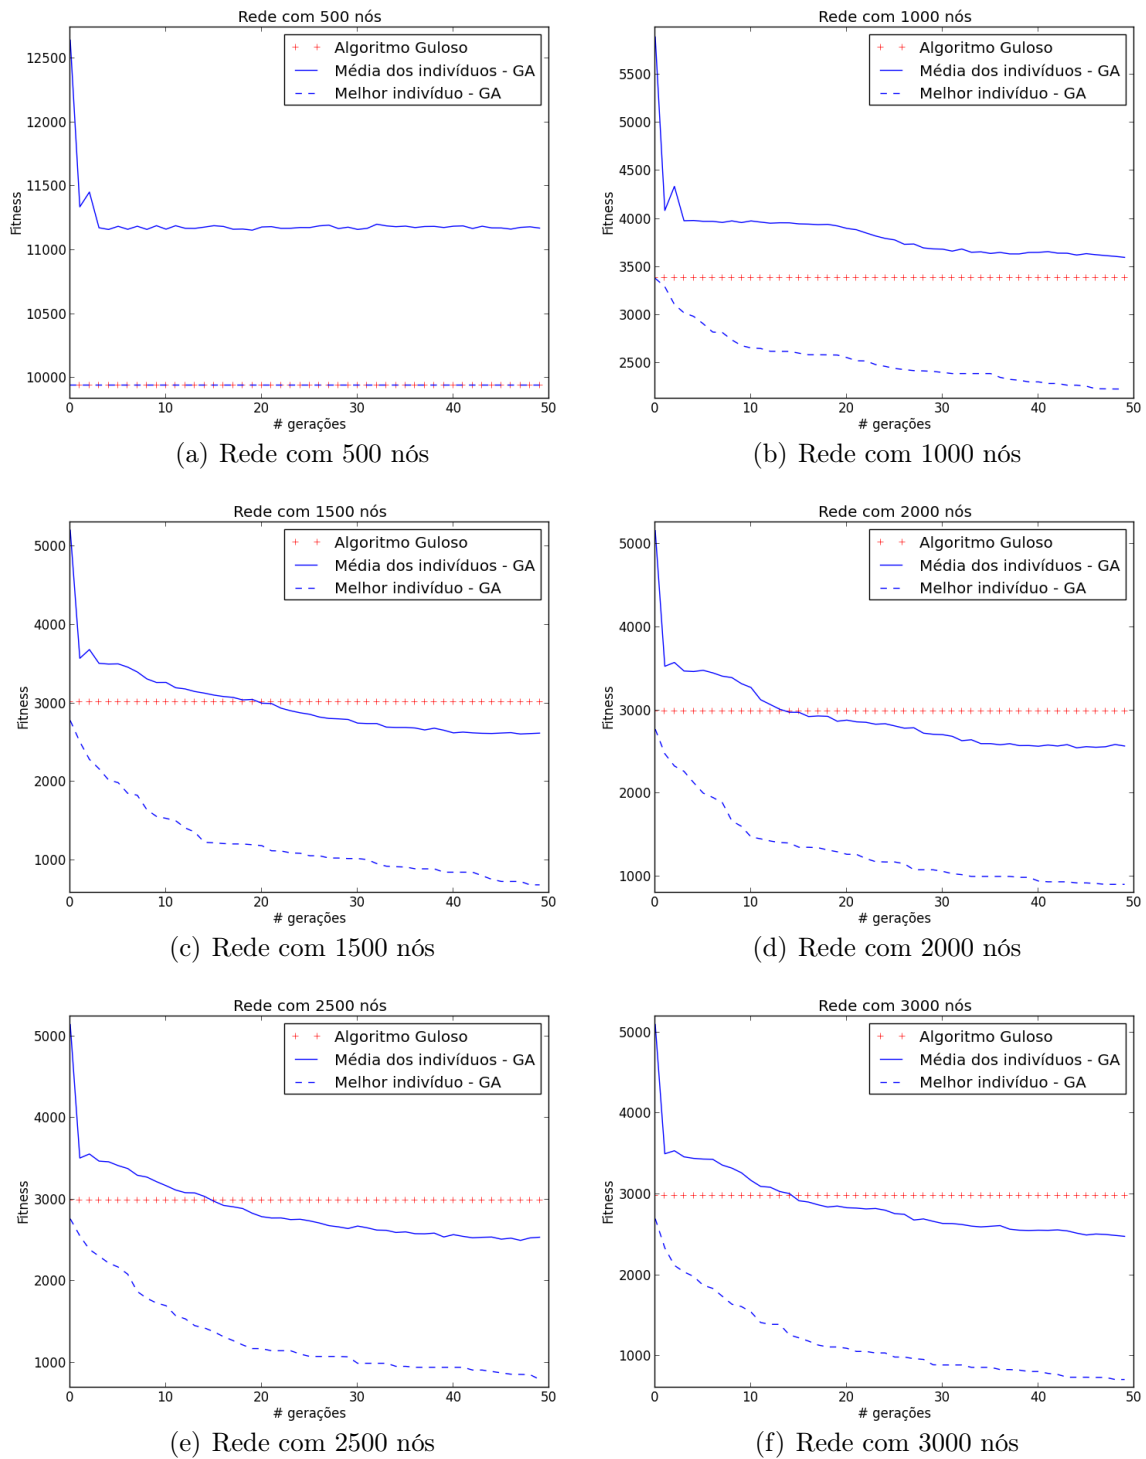 Rede com 500 nós
Algoritmo Guloso
Média dos indivíduos - GA
Melhor indivíduo - GA
12500
12000
11500
11000
10500
10000
Fitness
0 10 20 30 40 50
# gerações
(a) Rede com 500 nós
Rede com 1000 nós
Algoritmo Guloso
Média dos indivíduos - GA
Melhor indivíduo - GA
5500
5000
4500
4000
3500
3000
2500
Fitness
0 10 20 30 40 50
# gerações
(b) Rede com 1000 nós
Rede com 1500 nós
Algoritmo Guloso
Média dos indivíduos - GA
Melhor indivíduo - GA
5000
4000
3000
2000
1000
Fitness
0 10 20 30 40 50
# gerações
(c) Rede com 1500 nós
Rede com 2000 nós
Algoritmo Guloso
Média dos indivíduos - GA
Melhor indivíduo - GA
5000
4000
3000
2000
1000
Fitness
0 10 20 30 40 50
# gerações
(d) Rede com 2000 nós
Rede com 2500 nós
Algoritmo Guloso
Média dos indivíduos - GA
Melhor indivíduo - GA
5000
4000
3000
2000
1000
Fitness
0 10 20 30 40 50
# gerações
(e) Rede com 2500 nós
Rede com 3000 nós
Algoritmo Guloso
Média dos indivíduos - GA
Melhor indivíduo - GA
5000
4000
3000
2000
1000
Fitness
0 10 20 30 40 50
# gerações
(f) Rede com 3000 nós